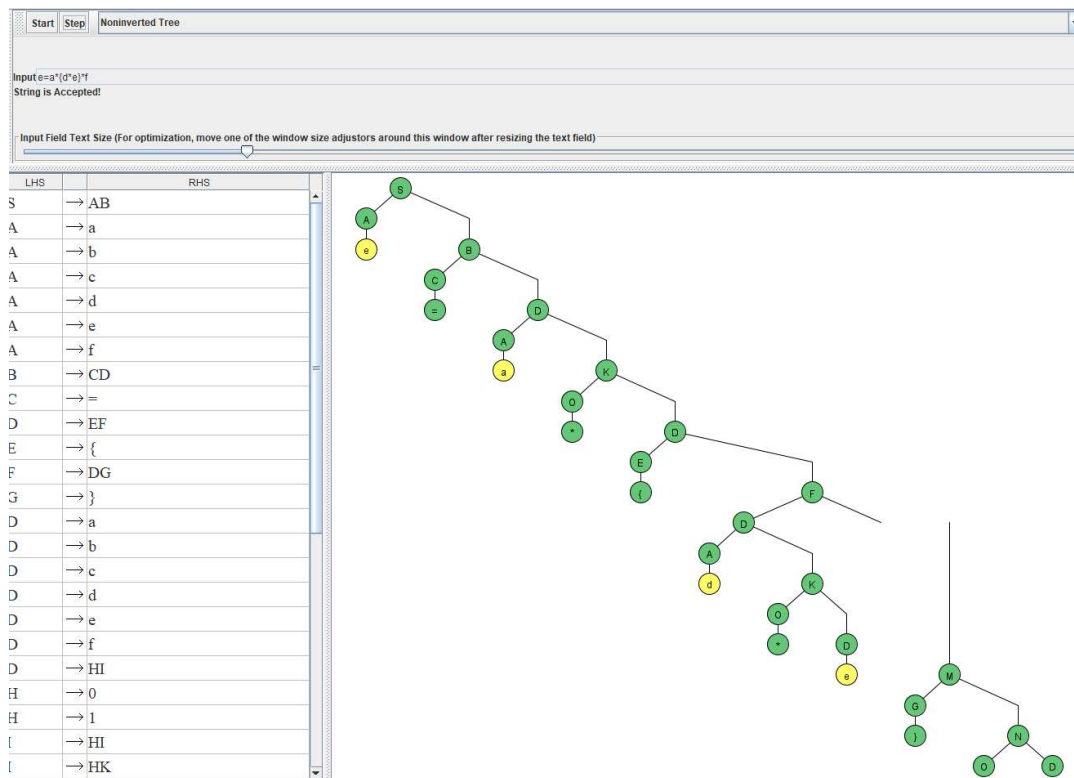 Start Step Noninverted Tree
Input e=a*{d*e}*f
String is Accepted!
Input Field Text Size (For optimization, move one of the window size adjustors around this window after resizing the text field)
LHS RHS
S → AB
A → a
A → b
A → c
A → d
A → e
A → f
B → CD
C → =
D → EF
E → {
F → DG
G → }
D → a
D → b
D → c
D → d
D → e
D → f
D → HI
H → 0
H → 1
I → HI
I → HK
S
A
e B
C
= D
A
a K
O
* D
E
{ F
D
A
d K
O
* D
e M
G
} N
O D